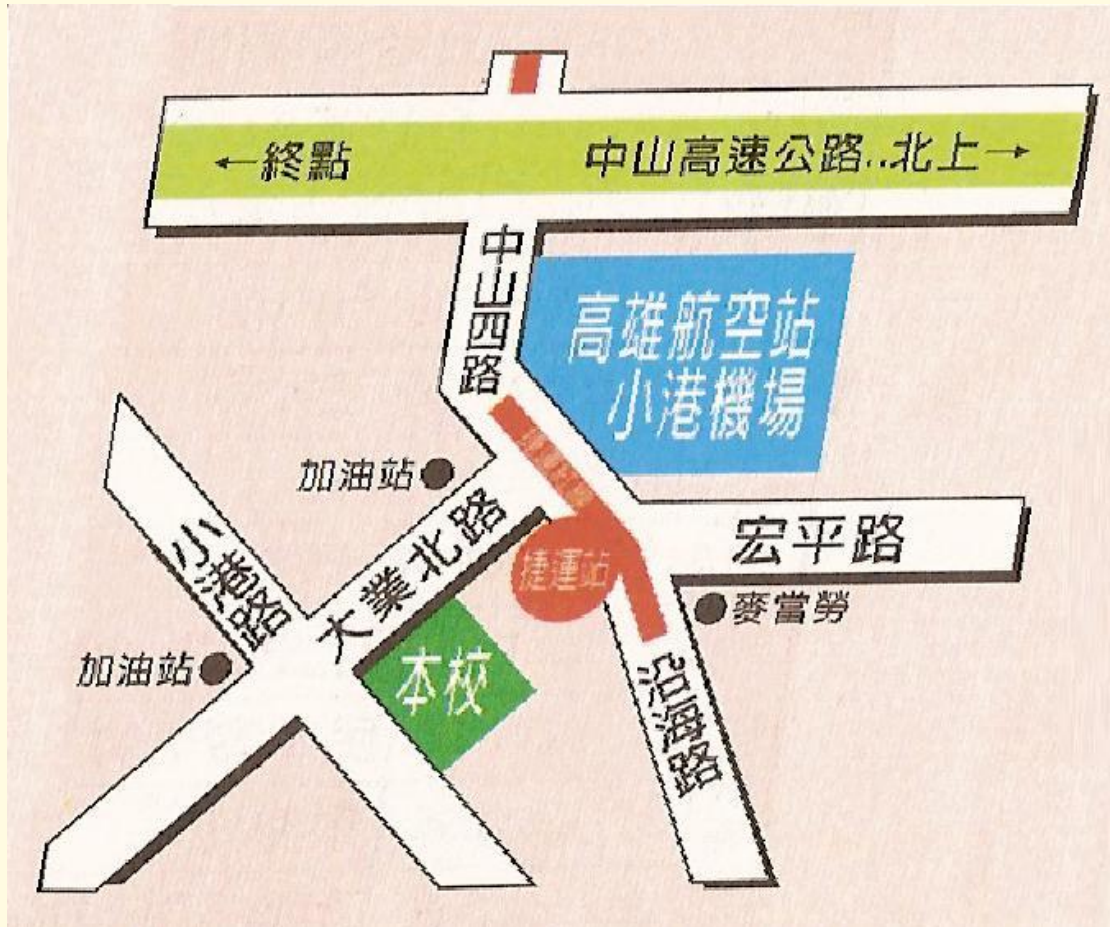 ←終點
中山高速公路..北上→
中山四路
高雄航空站
小港機場
加油站
大業北路
捷運站
宏平路
麥當勞
小港路
加油站
本校
沿海路